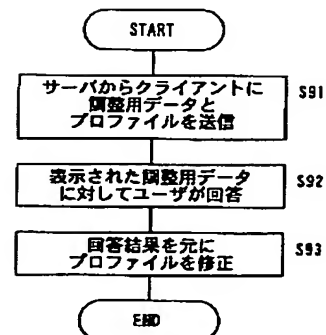 START
サーバからクライアントに
調整用データと
プロファイルを送信
S91
表示された調整用データ
に対してユーザが回答
S92
回答結果を元に
プロファイルを修正
S93
END